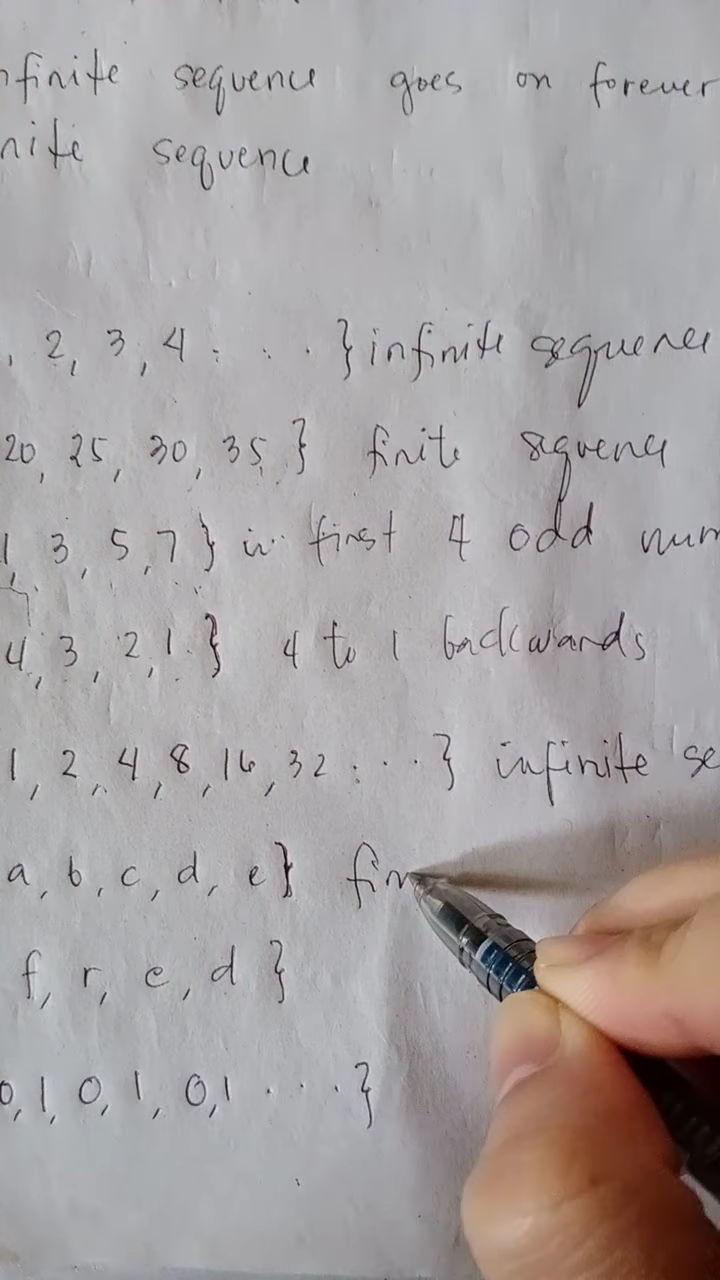 nfinite sequence goes on forever
nite sequence
, 2, 3, 4 . . . } infinite sequence
20, 25, 30, 35 } finite sequence
1, 3, 5, 7 } is first 4 odd num
4, 3, 2, 1 } 4 to 1 backwards
1, 2, 4, 8, 16, 32 . . . } infinite se
a, b, c, d, e } fin
f, r, e, d }
0, 1, 0, 1, 0, 1 . . . }